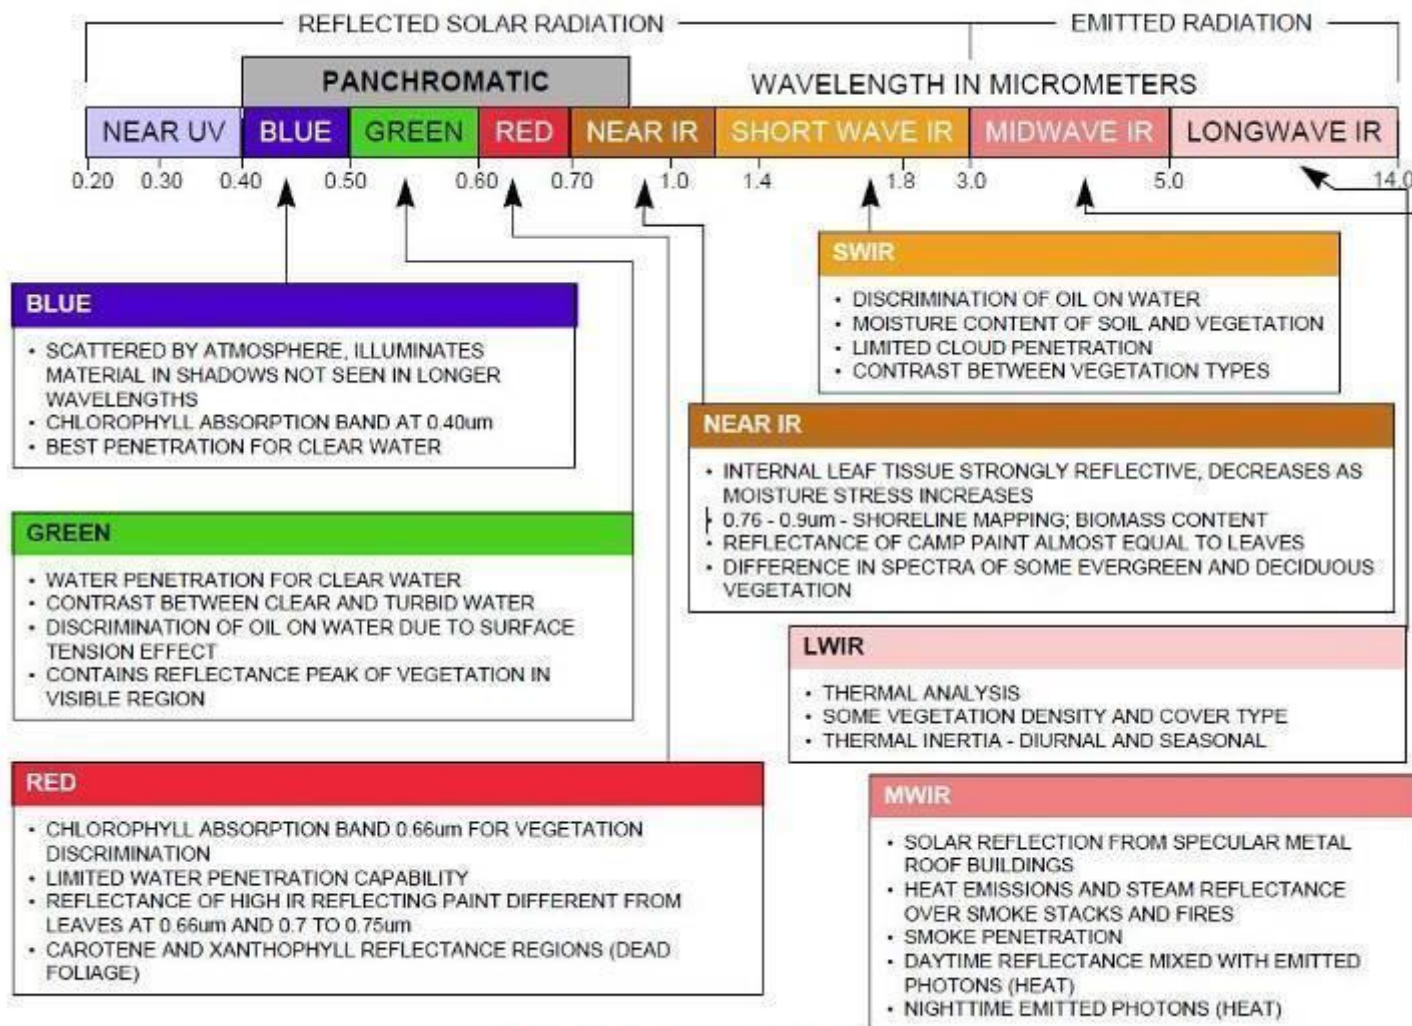 REFLECTED SOLAR RADIATION
EMITTED RADIATION
PANCHROMATIC
WAVELENGTH IN MICROMETERS
NEAR UV
BLUE
GREEN
RED
NEAR IR
SHORT WAVE IR
MIDWAVE IR
LONGWAVE IR
0.20 0.30 0.40 0.50 0.60 0.70 1.0 1.4 1.8 3.0 5.0 14.0
BLUE
• SCATTERED BY ATMOSPHERE, ILLUMINATES
MATERIAL IN SHADOWS NOT SEEN IN LONGER
WAVELENGTHS
• CHLOROPHYLL ABSORPTION BAND AT 0.40um
• BEST PENETRATION FOR CLEAR WATER
GREEN
• WATER PENETRATION FOR CLEAR WATER
• CONTRAST BETWEEN CLEAR AND TURBID WATER
• DISCRIMINATION OF OIL ON WATER DUE TO SURFACE
TENSION EFFECT
• CONTAINS REFLECTANCE PEAK OF VEGETATION IN
VISIBLE REGION
RED
• CHLOROPHYLL ABSORPTION BAND 0.66um FOR VEGETATION
DISCRIMINATION
• LIMITED WATER PENETRATION CAPABILITY
• REFLECTANCE OF HIGH IR REFLECTING PAINT DIFFERENT FROM
LEAVES AT 0.66um AND 0.7 TO 0.75um
• CAROTENE AND XANTHOPHYLL REFLECTANCE REGIONS (DEAD
FOLIAGE)
SWIR
• DISCRIMINATION OF OIL ON WATER
• MOISTURE CONTENT OF SOIL AND VEGETATION
• LIMITED CLOUD PENETRATION
• CONTRAST BETWEEN VEGETATION TYPES
NEAR IR
• INTERNAL LEAF TISSUE STRONGLY REFLECTIVE, DECREASES AS
MOISTURE STRESS INCREASES
• 0.76 - 0.9um - SHORELINE MAPPING; BIOMASS CONTENT
• REFLECTANCE OF CAMP PAINT ALMOST EQUAL TO LEAVES
• DIFFERENCE IN SPECTRA OF SOME EVERGREEN AND DECIDUOUS
VEGETATION
LWIR
• THERMAL ANALYSIS
• SOME VEGETATION DENSITY AND COVER TYPE
• THERMAL INERTIA - DIURNAL AND SEASONAL
MWIR
• SOLAR REFLECTION FROM SPECULAR METAL
ROOF BUILDINGS
• HEAT EMISSIONS AND STEAM REFLECTANCE
OVER SMOKE STACKS AND FIRES
• SMOKE PENETRATION
• DAYTIME REFLECTANCE MIXED WITH EMITTED
PHOTONS (HEAT)
• NIGHTTIME EMITTED PHOTONS (HEAT)